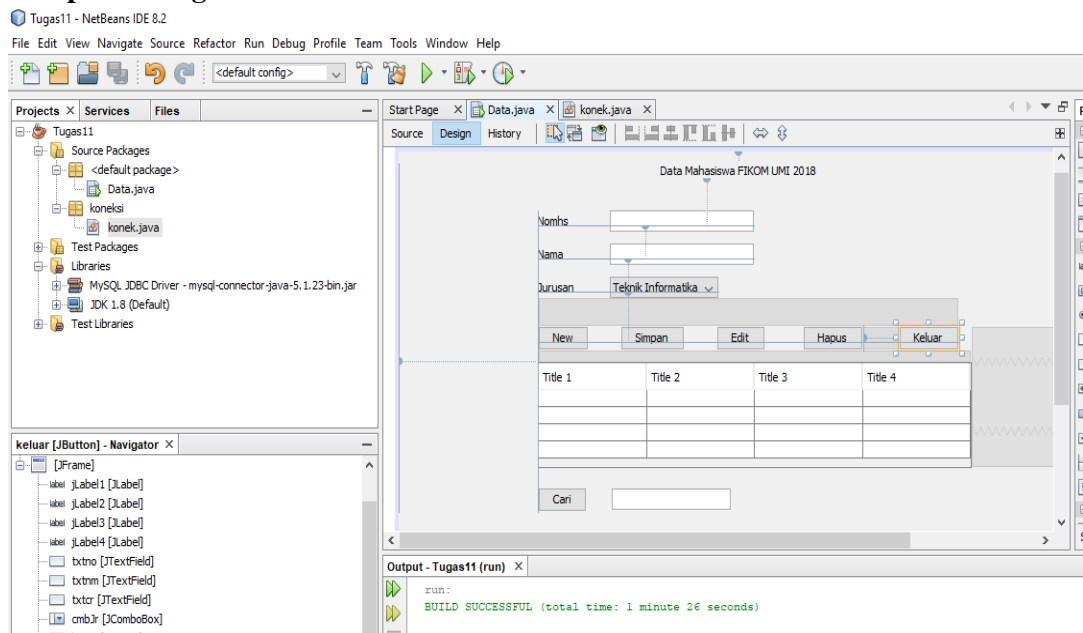 Tugas11 - NetBeans IDE 8.2
File Edit View Navigate Source Refactor Run Debug Profile Team Tools Window Help
<default config>
Projects Services Files
Tugas11
Source Packages
<default package>
Data.java
koneksi
konek.java
Test Packages
Libraries
MySQL JDBC Driver - mysql-connector-java-5.1.23-bin.jar
JDK 1.8 (Default)
Test Libraries
keluar [JButton] - Navigator
[JFrame]
label jLabel1 [JLabel]
label jLabel2 [JLabel]
label jLabel3 [JLabel]
label jLabel4 [JLabel]
txtno [JTextField]
txtnm [JTextField]
txtcr [JTextField]
cmbJr [JComboBox]
Start Page Data.java konek.java
Source Design History
Data Mahasiswa FIKOM UMI 2018
Nomhs
Nama
Jurusan Teknik Informatika
New Simpan Edit Hapus Keluar
Title 1 Title 2 Title 3 Title 4
Cari
Output - Tugas11 (run)
run:
BUILD SUCCESSFUL (total time: 1 minute 26 seconds)